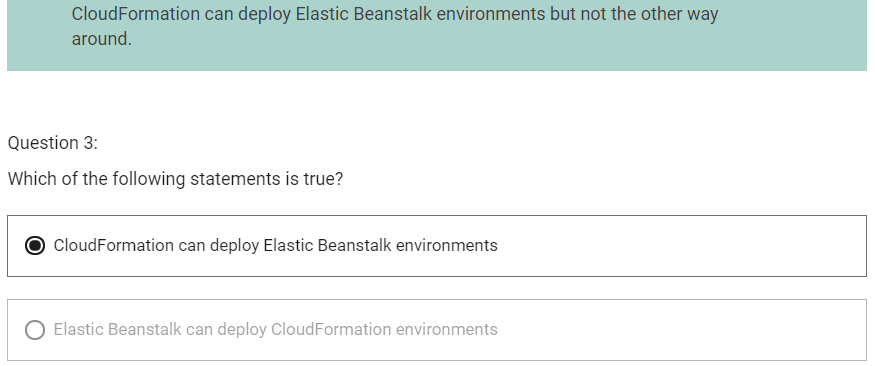 CloudFormation can deploy Elastic Beanstalk environments but not the other way
around.
Question 3:
Which of the following statements is true?
CloudFormation can deploy Elastic Beanstalk environments
Elastic Beanstalk can deploy CloudFormation environments